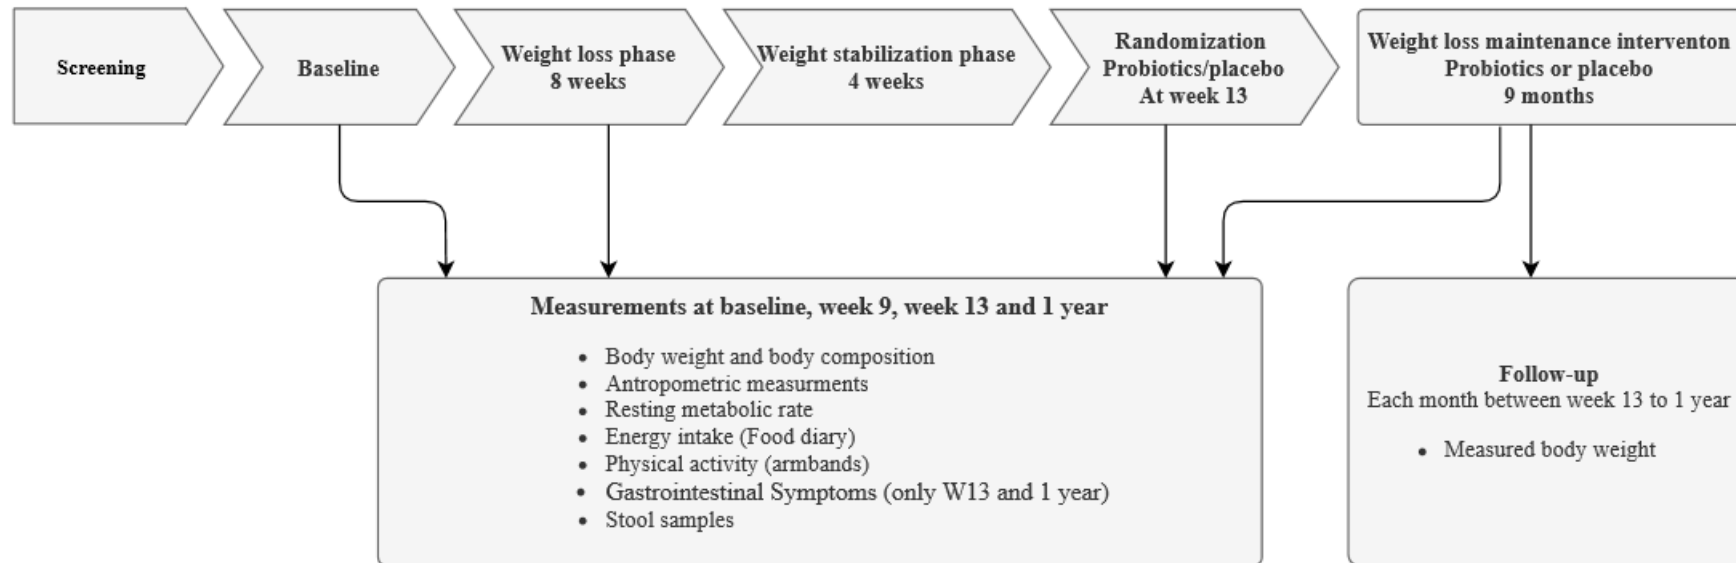 Screening
Baseline
Weight loss phase
8 weeks
Weight stabilization phase
4 weeks
Randomization
Probiotics/placebo
At week 13
Weight loss maintenance interventon
Probiotics or placebo
9 months
Measurements at baseline, week 9, week 13 and 1 year
• Body weight and body composition
• Antropometric measurments
• Resting metabolic rate
• Energy intake (Food diary)
• Physical activity (armbands)
• Gastrointestinal Symptoms (only W13 and 1 year)
• Stool samples
Follow-up
Each month between week 13 to 1 year
• Measured body weight